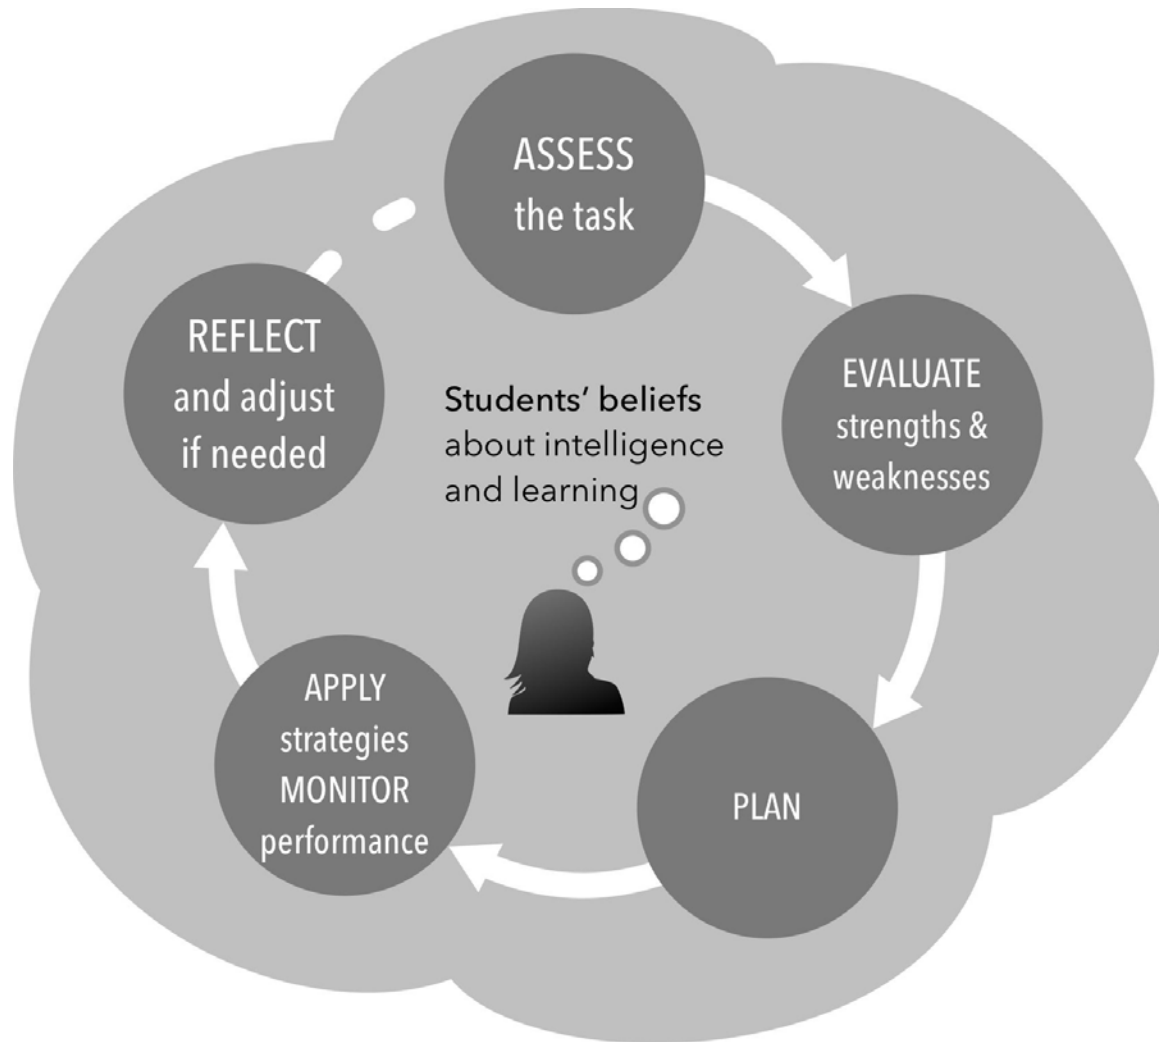 ASSESS
the task
EVALUATE
strengths &
weaknesses
PLAN
APPLY
strategies
MONITOR
performance
REFLECT
and adjust
if needed
Students’ beliefs
about intelligence
and learning